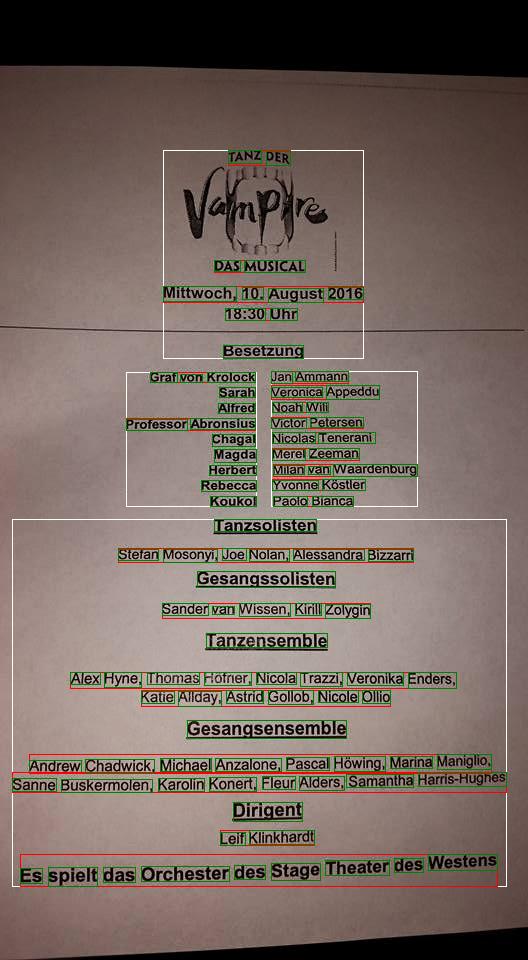 TANZ DER
Vampire
DAS MUSICAL
Mittwoch, 10. August 2016
18:30 Uhr
Besetzung
Graf von Krolock Jan Ammann
Sarah Veronica Appeddu
Alfred Noah Will
Professor Abronsius Victor Petersen
Chagal Nicolas Tenerani
Magda Merel Zeeman
Herbert Milan van Waardenburg
Rebecca Yvonne Köstler
Koukol Paolo Bianca
Tanzsolisten
Stefan Mosonyi, Joe Nolan, Alessandra Bizzarri
Gesangssolisten
Sander van Wissen, Kirill Zolygin
Tanzensemble
Alex Hyne, Thomas Höfner, Nicola Trazzi, Veronika Enders,
Katie Allday, Astrid Gollob, Nicole Ollio
Gesangsensemble
Andrew Chadwick, Michael Anzalone, Pascal Höwing, Marina Maniglio,
Sanne Buskermolen, Karolin Konert, Fleur Alders, Samantha Harris-Hughes
Dirigent
Leif Klinkhardt
Es spielt das Orchester des Stage Theater des Westens